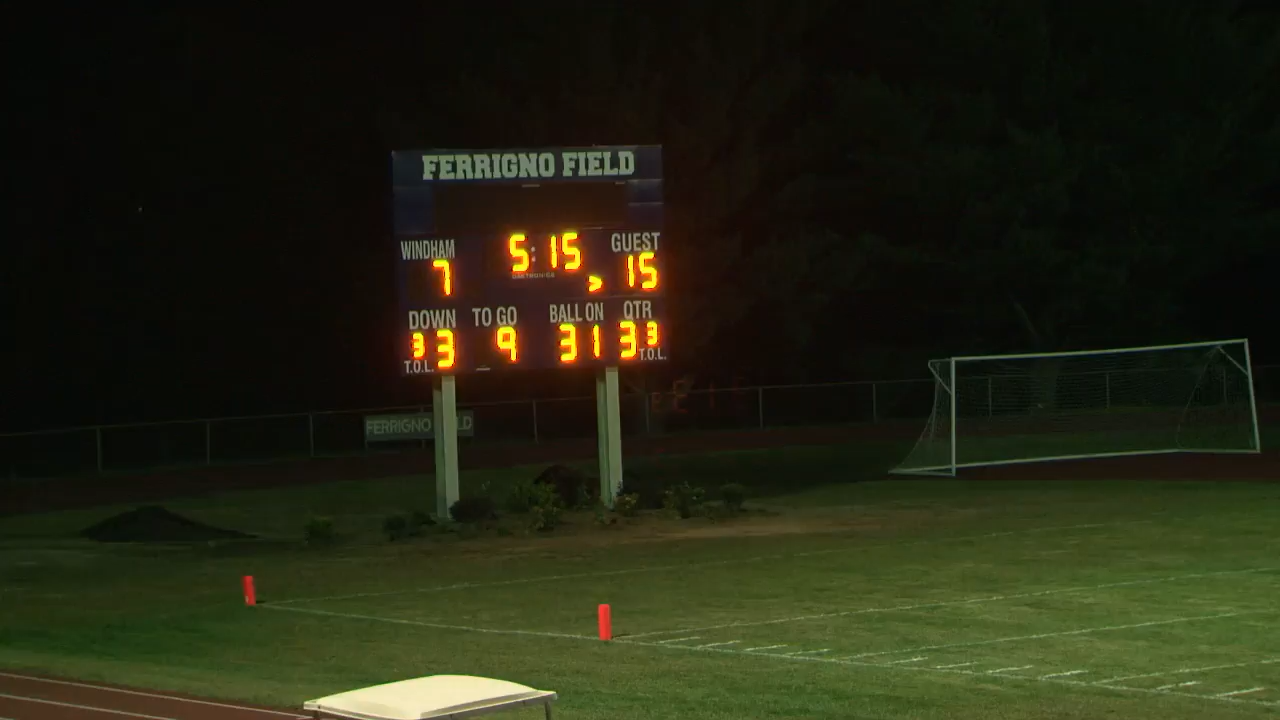 FERRIGNO FIELD
WINDHAM 5:15 GUEST
7 > 15
DOWN TO GO BALL ON QTR
3 3 9 31 3 3
T.O.L. T.O.L.
FERRIGNO FIELD